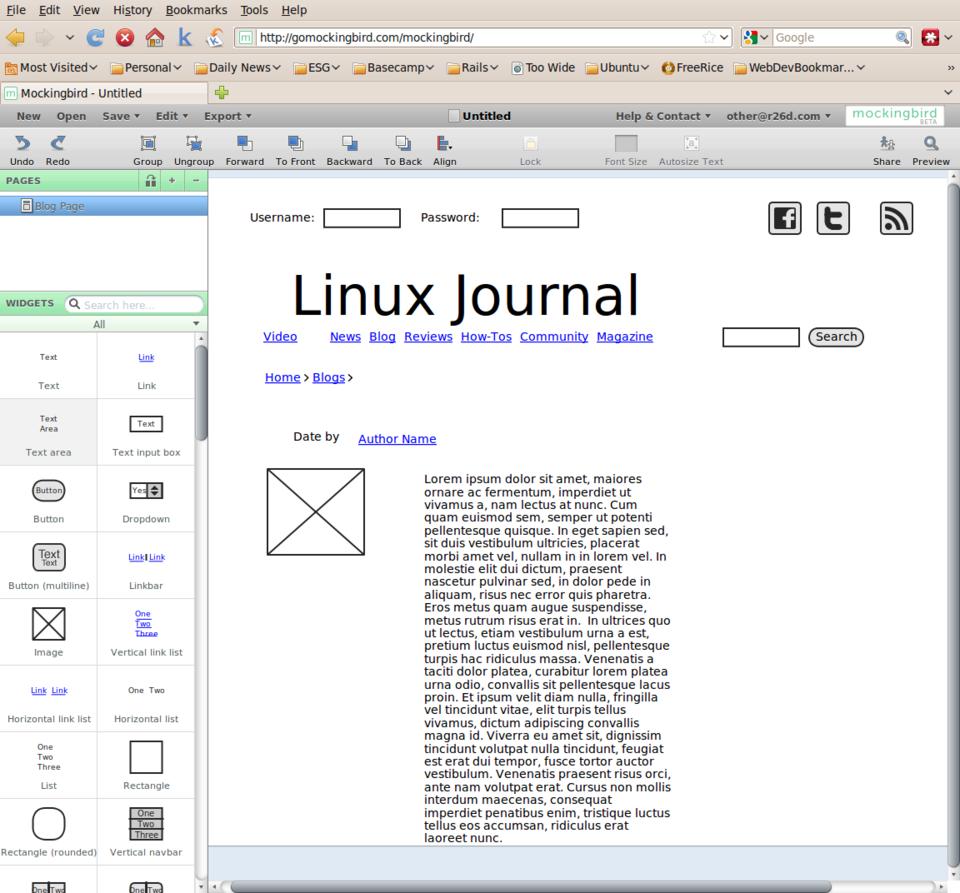 File Edit View History Bookmarks Tools Help
http://gomockingbird.com/mockingbird/
Google
Most Visited Personal Daily News ESG Basecamp Rails Too Wide Ubuntu FreeRice WebDevBookmar... »
Mockingbird - Untitled
New Open Save Edit Export Untitled Help & Contact other@r26d.com mockingbird
BETA
Undo Redo Group Ungroup Forward To Front Backward To Back Align Lock Font Size Autosize Text Share Preview
PAGES + −
Blog Page
WIDGETS Search here...
All
Text Link
Text Link
Text
Area Text
Text area Text input box
Button Yes
Button Dropdown
Text
Text Link Link
Button (multiline) Linkbar
One
Two
Three
Image Vertical link list
Link Link One Two
Horizontal link list Horizontal list
One
Two
Three
List Rectangle
One
Two
Three
Rectangle (rounded) Vertical navbar
One Two One Two
Username: Password:
Linux Journal
Video News Blog Reviews How-Tos Community Magazine Search
Home > Blogs >
Date by Author Name
Lorem ipsum dolor sit amet, maiores
ornare ac fermentum, imperdiet ut
vivamus a, nam lectus at nunc. Cum
quam euismod sem, semper ut potenti
pellentesque quisque. In eget sapien sed,
sit duis vestibulum ultricies, placerat
morbi amet vel, nullam in in lorem vel. In
molestie elit dui dictum, praesent
nascetur pulvinar sed, in dolor pede in
aliquam, risus nec error quis pharetra.
Eros metus quam augue suspendisse,
metus rutrum risus erat in.  In ultrices quo
ut lectus, etiam vestibulum urna a est,
pretium luctus euismod nisl, pellentesque
turpis hac ridiculus massa. Venenatis a
taciti dolor platea, curabitur lorem platea
urna odio, convallis sit pellentesque lacus
proin. Et ipsum velit diam nulla, fringilla
vel tincidunt vitae, elit turpis tellus
vivamus, dictum adipiscing convallis
magna id. Viverra eu amet sit, dignissim
tincidunt volutpat nulla tincidunt, feugiat
est erat dui tempor, fusce tortor auctor
vestibulum. Venenatis praesent risus orci,
ante nam volutpat erat. Cursus non mollis
interdum maecenas, consequat
imperdiet penatibus enim, tristique luctus
tellus eos accumsan, ridiculus erat
laoreet nunc.